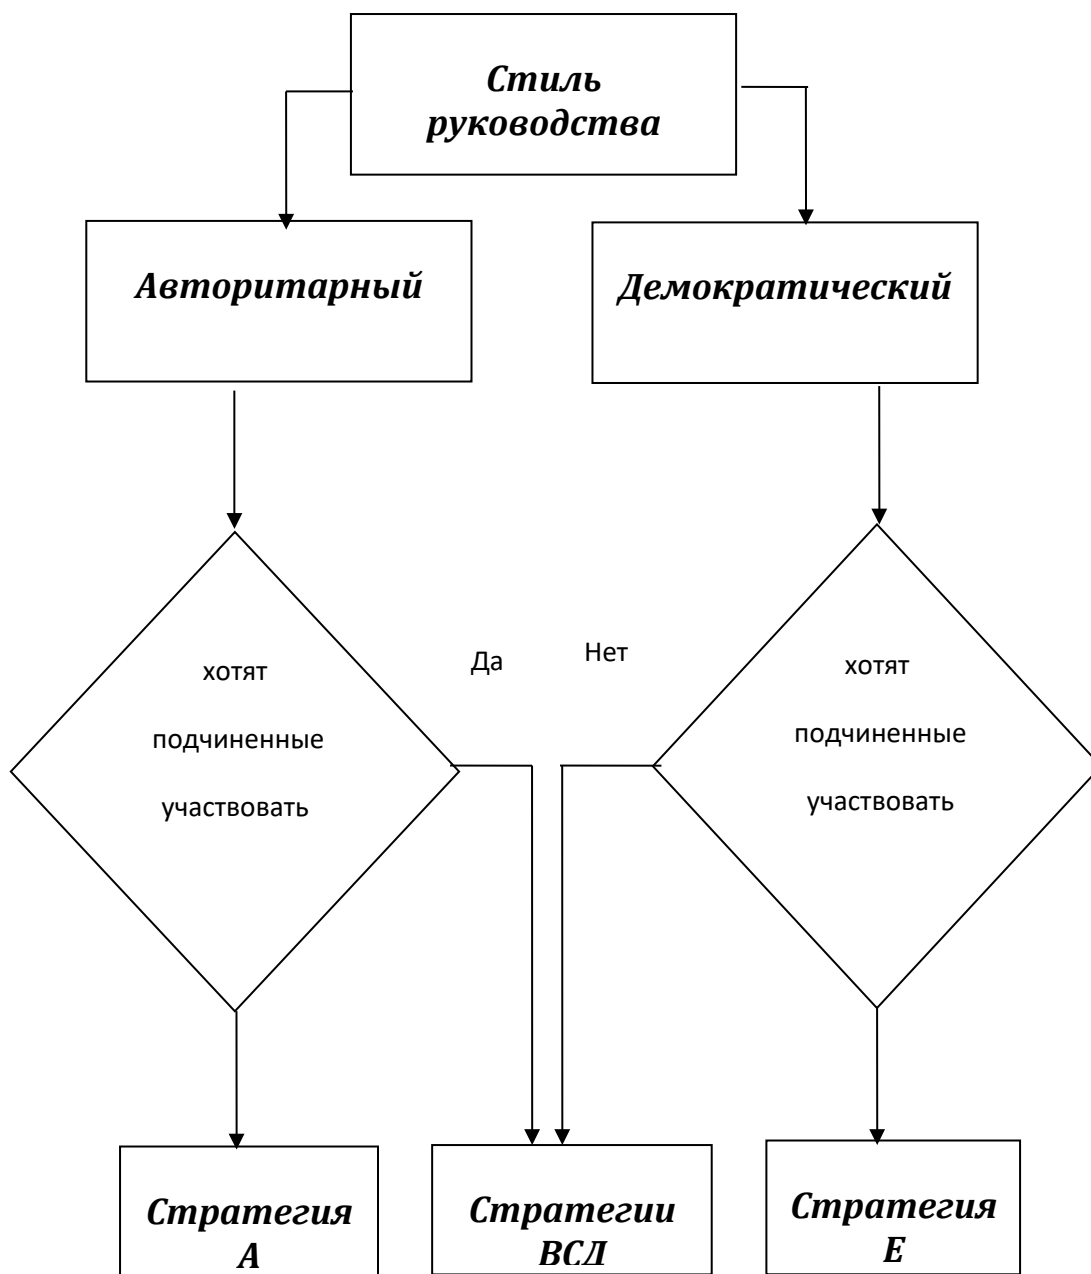 Стиль
руководства
Авторитарный
Демократический
Да
Нет
хотят
подчиненные
участвовать
хотят
подчиненные
участвовать
Стратегия
А
Стратегии
ВСД
Стратегия
Е